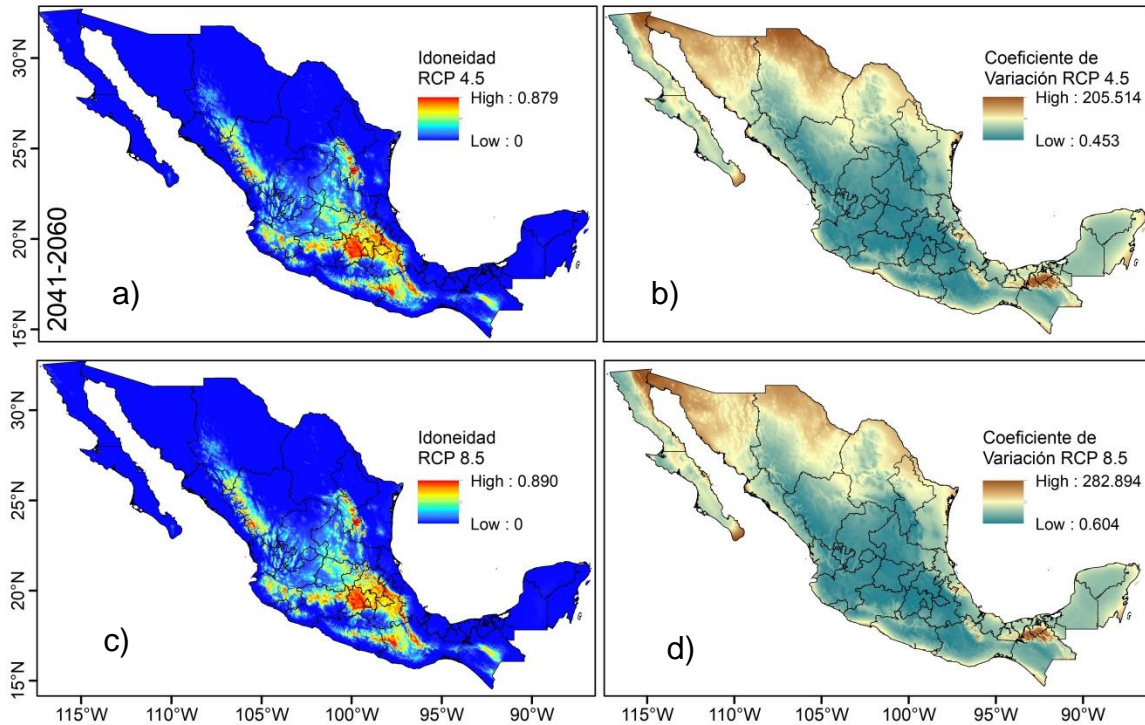 30°N
25°N
20°N
15°N
2041-2060
Idoneidad
RCP 4.5
High : 0.879
Low : 0
a)
Coeficiente de
Variación RCP 4.5
High : 205.514
Low : 0.453
b)
30°N
25°N
20°N
15°N
Idoneidad
RCP 8.5
High : 0.890
Low : 0
c)
Coeficiente de
Variación RCP 8.5
High : 282.894
Low : 0.604
d)
115°W 110°W 105°W 100°W 95°W 90°W
115°W 110°W 105°W 100°W 95°W 90°W